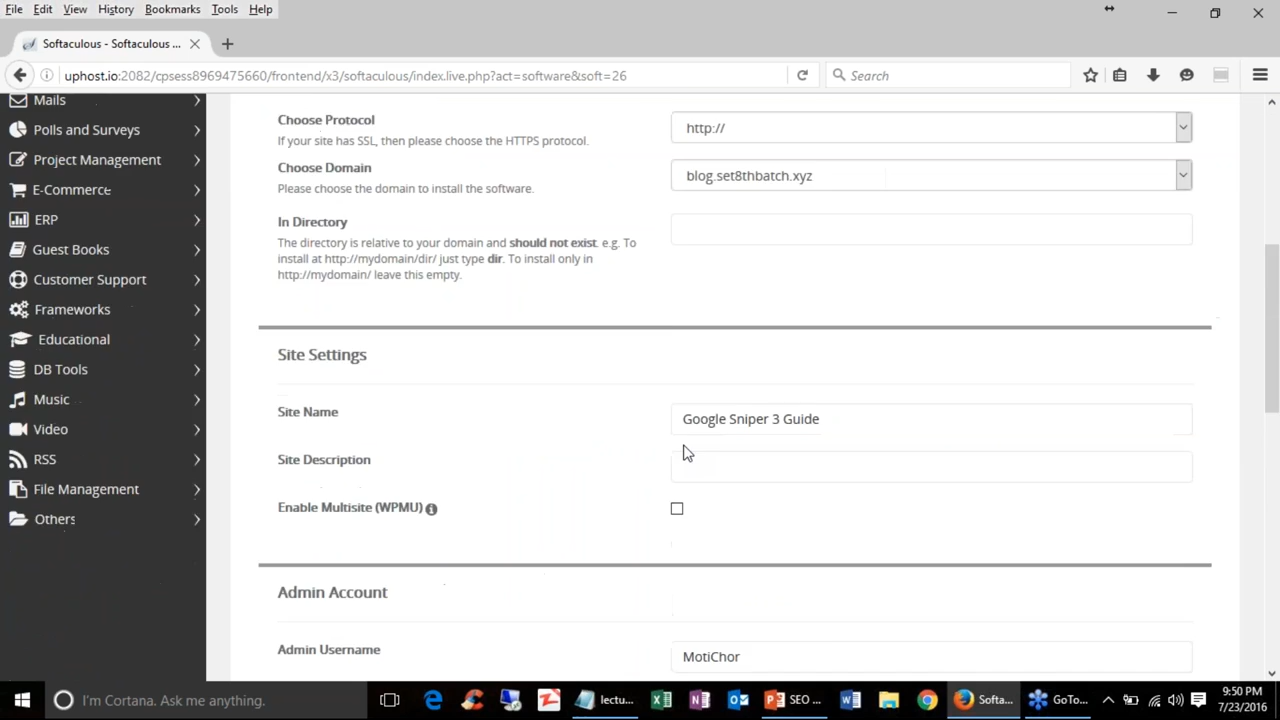 File Edit View History Bookmarks Tools Help
Softaculous - Softaculous ...
uphost.io:2082/cpsess8969475660/frontend/x3/softaculous/index.live.php?act=software&soft=26
Search
Mails
Polls and Surveys
Project Management
E-Commerce
ERP
Guest Books
Customer Support
Frameworks
Educational
DB Tools
Music
Video
RSS
File Management
Others
Choose Protocol
If your site has SSL, then please choose the HTTPS protocol.
http://
Choose Domain
Please choose the domain to install the software.
blog.set8thbatch.xyz
In Directory
The directory is relative to your domain and should not exist. e.g. To
install at http://mydomain/dir/ just type dir. To install only in
http://mydomain/ leave this empty.
Site Settings
Site Name
Google Sniper 3 Guide
Site Description
Enable Multisite (WPMU)
Admin Account
Admin Username
MotiChor
I'm Cortana. Ask me anything.
lectu...
SEO ...
Softa...
GoTo...
9:50 PM
7/23/2016